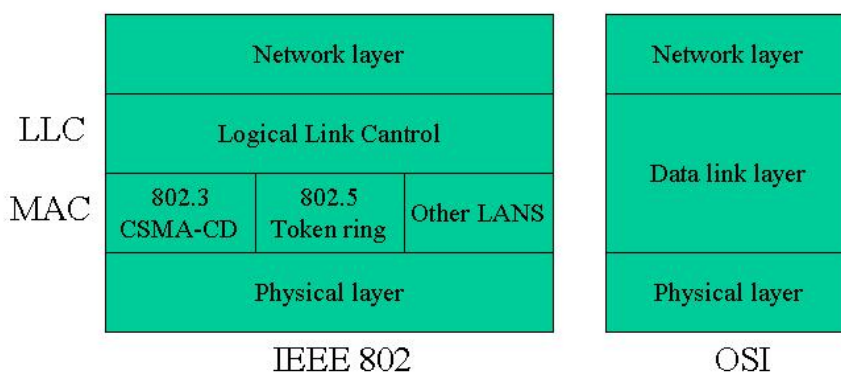 Network layer
Network layer
LLC
Logical Link Cantrol
Data link layer
MAC
802.3
CSMA-CD
802.5
Token ring
Other LANS
Physical layer
Physical layer
IEEE 802
OSI